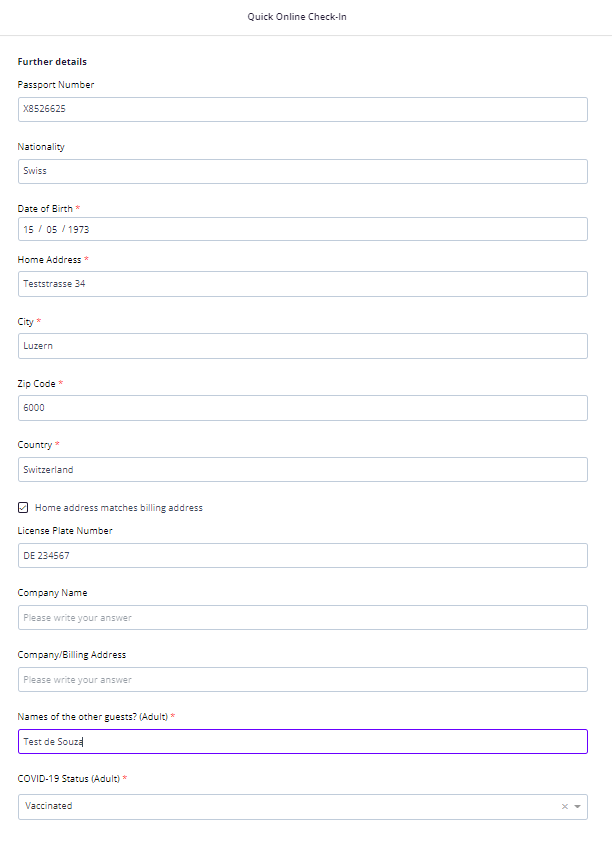 Quick Online Check-In
Further details
Passport Number
X8526625
Nationality
Swiss
Date of Birth *
15 / 05 / 1973
Home Address *
Teststrasse 34
City *
Luzern
Zip Code *
6000
Country *
Switzerland
Home address matches billing address
License Plate Number
DE 234567
Company Name
Please write your answer
Company/Billing Address
Please write your answer
Names of the other guests? (Adult) *
Test de Souza
COVID-19 Status (Adult) *
Vaccinated